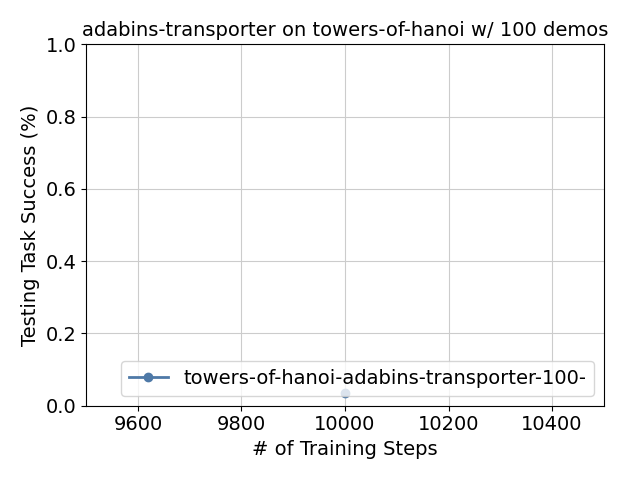 adabins-transporter on towers-of-hanoi w/ 100 demos
1.0
0.8
0.6
0.4
0.2
0.0
Testing Task Success (%)
towers-of-hanoi-adabins-transporter-100-
9600
9800
10000
10200
10400
# of Training Steps